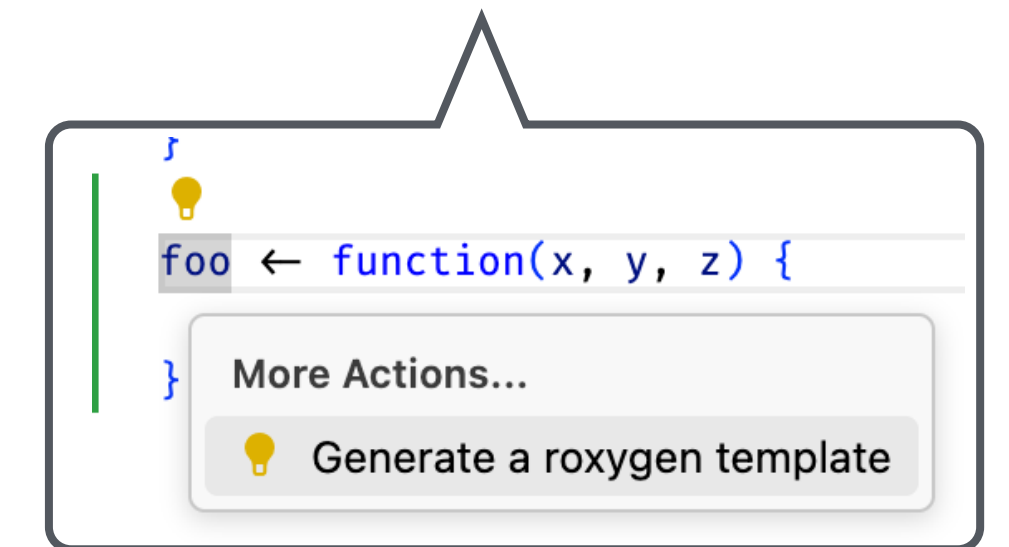 }
foo ← function(x, y, z) {
}
More Actions...
Generate a roxygen template